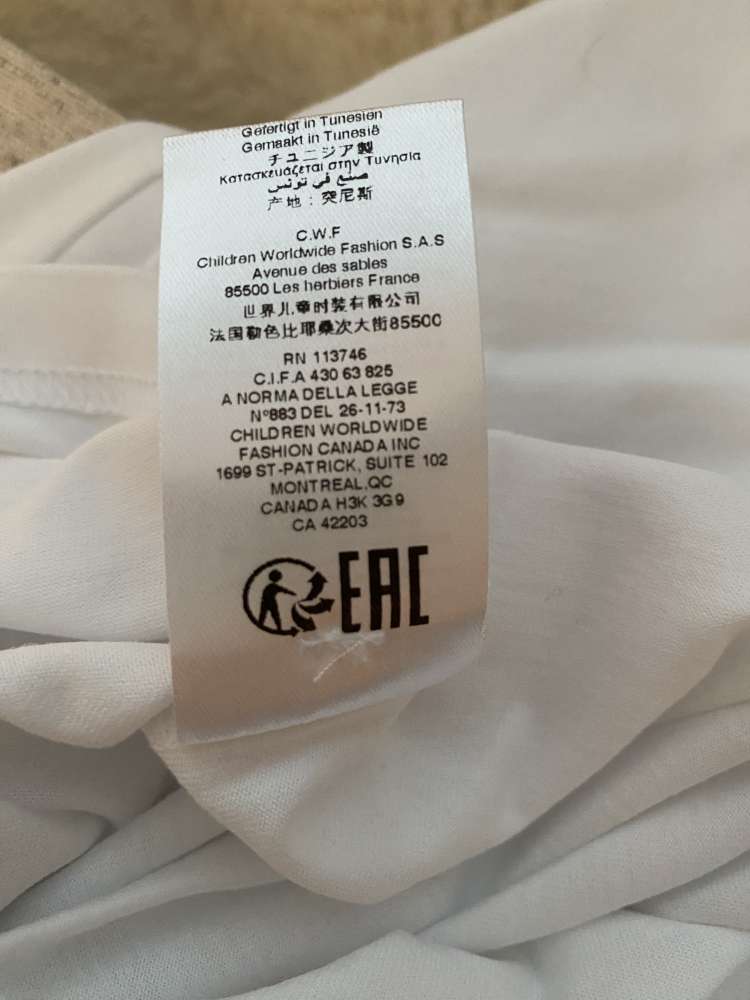 Gefertigt in Tunesien
Gemaakt in Tunesië
チュニジア製
Κατασκευάζεται στην Τυνησία
صنع في تونس
产地：突尼斯
C.W.F
Children Worldwide Fashion S.A.S
Avenue des sables
85500 Les herbiers France
世界儿童时装有限公司
法国勒色比耶桑次大街85500
RN 113746
C.I.F.A 430 63 825
A NORMA DELLA LEGGE
N°883 DEL 26-11-73
CHILDREN WORLDWIDE
FASHION CANADA INC
1699 ST-PATRICK, SUITE 102
MONTREAL,QC
CANADA H3K 3G9
CA 42203
EAC